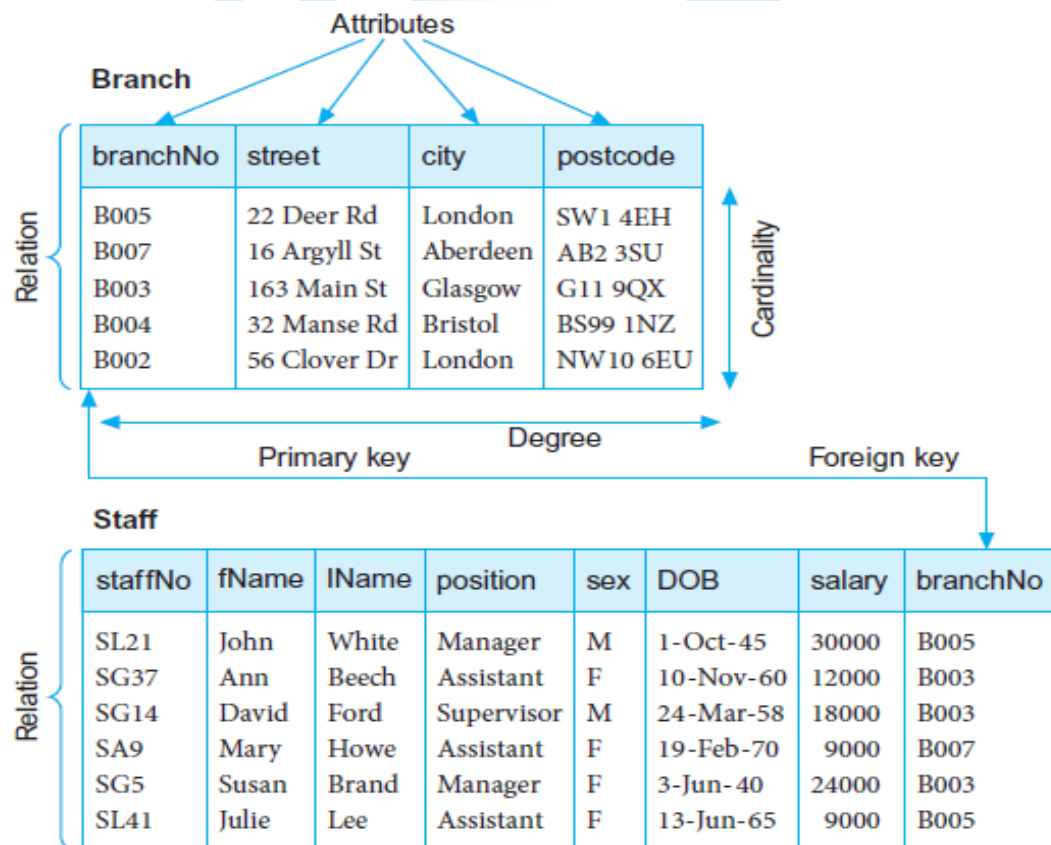 Attributes
Branch
Relation
branchNo street city postcode
B005 22 Deer Rd London SW1 4EH
B007 16 Argyll St Aberdeen AB2 3SU
B003 163 Main St Glasgow G11 9QX
B004 32 Manse Rd Bristol BS99 1NZ
B002 56 Clover Dr London NW10 6EU
Cardinality
Degree
Primary key Foreign key
Staff
Relation
staffNo fName lName position sex DOB salary branchNo
SL21 John White Manager M 1-Oct-45 30000 B005
SG37 Ann Beech Assistant F 10-Nov-60 12000 B003
SG14 David Ford Supervisor M 24-Mar-58 18000 B003
SA9 Mary Howe Assistant F 19-Feb-70 9000 B007
SG5 Susan Brand Manager F 3-Jun-40 24000 B003
SL41 Julie Lee Assistant F 13-Jun-65 9000 B005